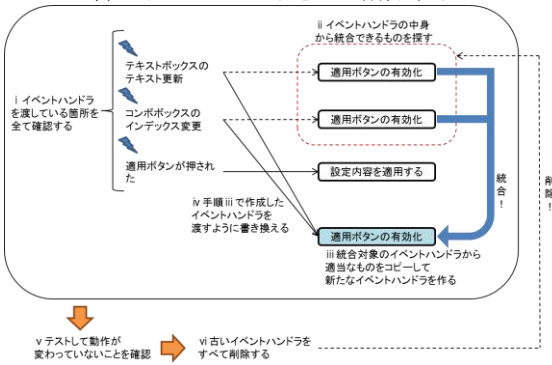 ⅱ イベントハンドラの中身
から統合できるものを探す
テキストボックスの
テキスト更新
適用ボタンの有効化
ⅰ イベントハンドラ
を渡している箇所を
全て確認する
コンボボックスの
インデックス変更
適用ボタンの有効化
適用ボタンが押され
た
設定内容を適用する
統合！
削除！
ⅳ 手順ⅲで作成した
イベントハンドラを
渡すように書き換える
適用ボタンの有効化
ⅲ 統合対象のイベントハンドラから
適当なものをコピーして
新たなイベントハンドラを作る
ⅴ テストして動作が
変わっていないことを確認
ⅵ 古いイベントハンドラを
すべて削除する